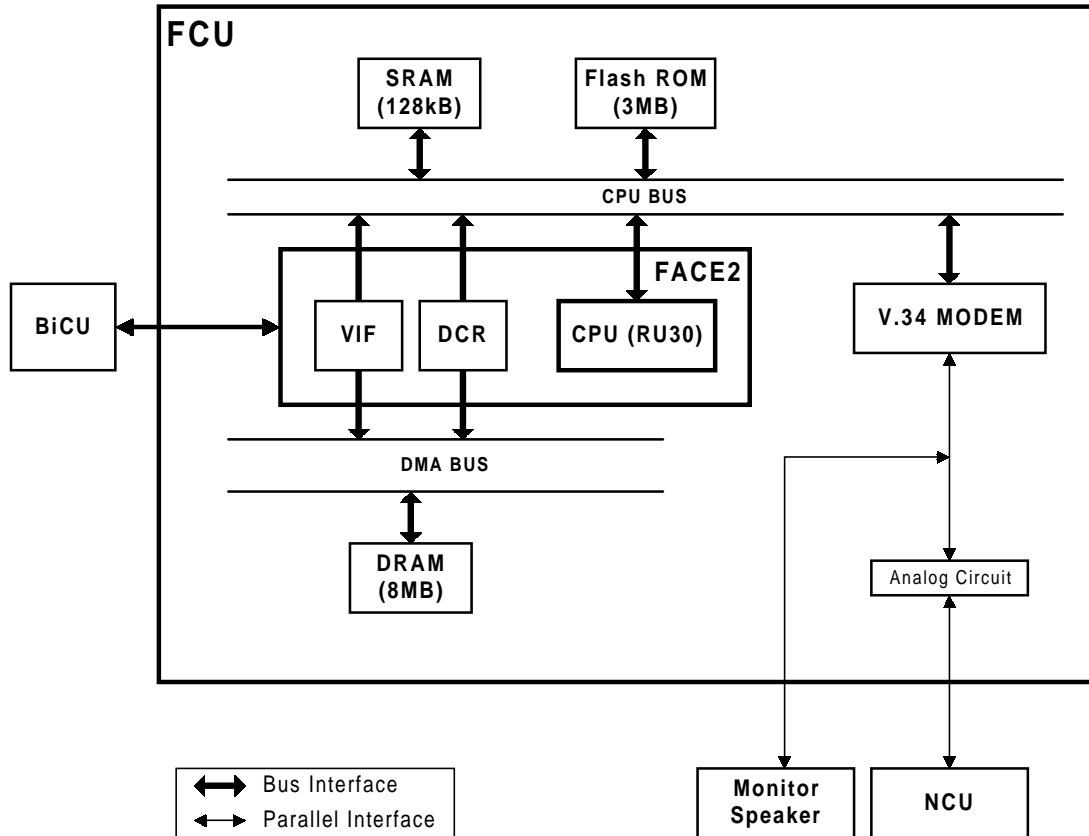 FCU
SRAM
(128kB)
Flash ROM
(3MB)
CPU BUS
FACE2
BiCU
VIF
DCR
CPU (RU30)
V.34 MODEM
DMA BUS
DRAM
(8MB)
Analog Circuit
Bus Interface
Parallel Interface
Monitor
Speaker
NCU